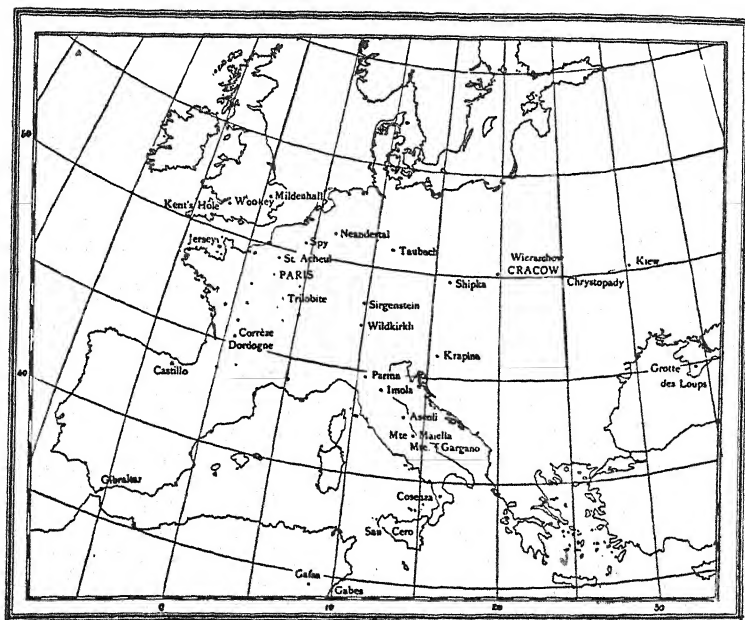 50
Kent's Hole
Wookey
Mildenhall
Jersey
Spy
Neandertal
St. Acheul
Taubach
PARIS
Wierzschow
CRACOW
Kiew
Shipka
Chrystopady
Trilobite
Sirgenstein
Wildkirkh
Corrèze
Dordogne
Krapina
Castillo
40
Parma
Imola
Grotte
des Loups
Ascoli
Mte Maiella
Mte. Gargano
Gibraltar
Cosenza
San Ciro
Gafsa
Gabes
0
10
20
30